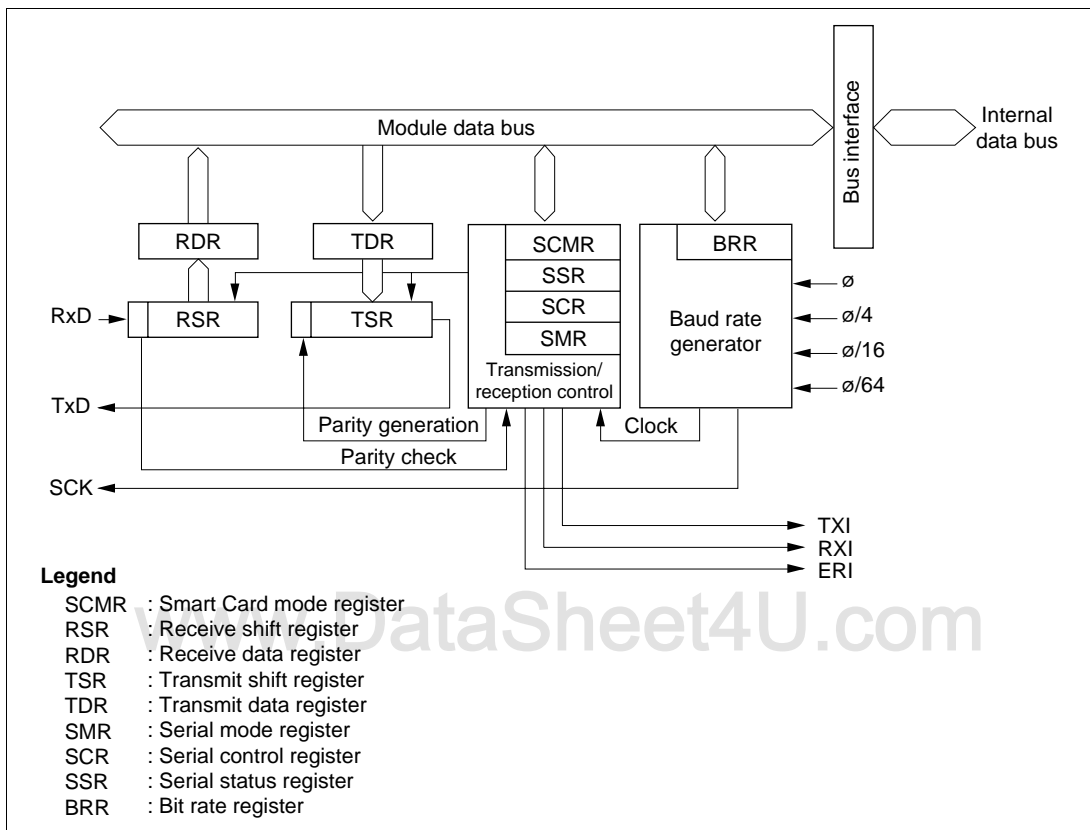 Module data bus
Bus interface
Internal
data bus
RDR
TDR
SCMR
SSR
SCR
SMR
Transmission/
reception control
BRR
Baud rate
generator
ø
ø/4
ø/16
ø/64
RxD
RSR
TSR
TxD
Parity generation
Parity check
Clock
SCK
TXI
RXI
ERI
Legend
SCMR : Smart Card mode register
RSR : Receive shift register
RDR : Receive data register
TSR : Transmit shift register
TDR : Transmit data register
SMR : Serial mode register
SCR : Serial control register
SSR : Serial status register
BRR : Bit rate register
www.DataSheet4U.com